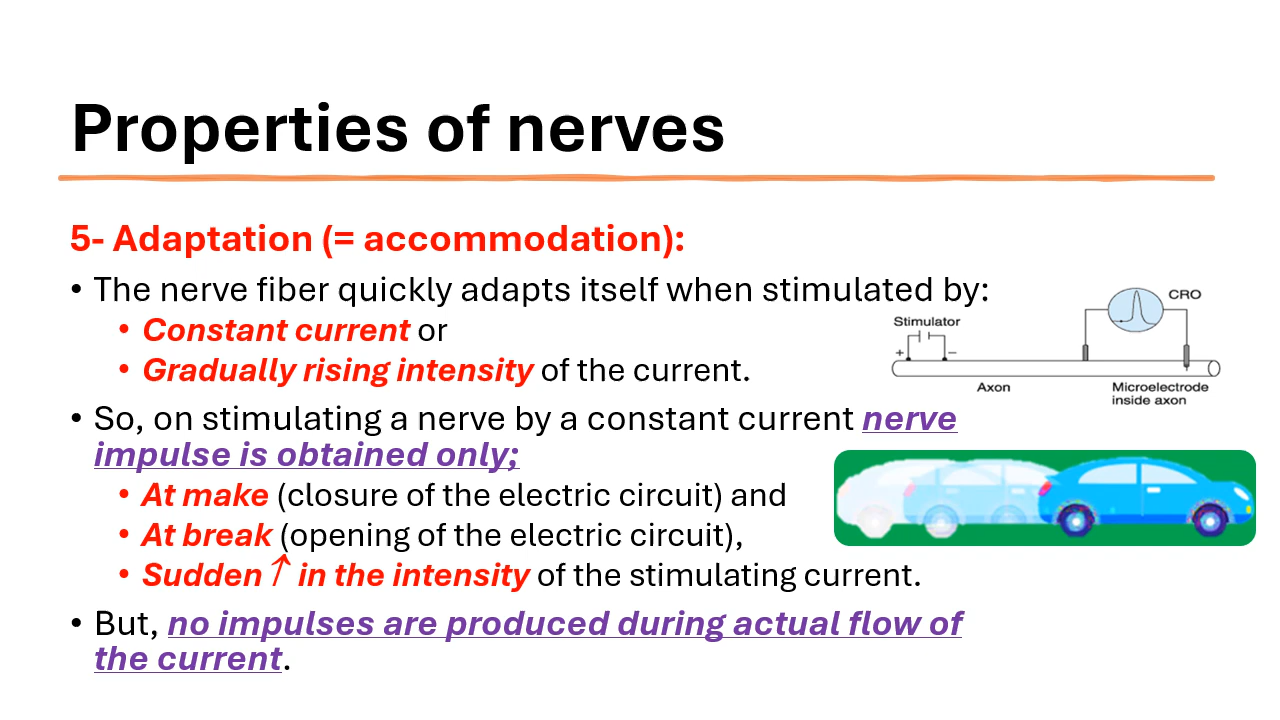 Properties of nerves
5- Adaptation (= accommodation):
• The nerve fiber quickly adapts itself when stimulated by:
• Constant current or
• Gradually rising intensity of the current.
• So, on stimulating a nerve by a constant current nerve
impulse is obtained only;
• At make (closure of the electric circuit) and
• At break (opening of the electric circuit),
• Sudden ↑ in the intensity of the stimulating current.
• But, no impulses are produced during actual flow of
the current.
CRO
Stimulator
+ −
Axon
Microelectrode
inside axon